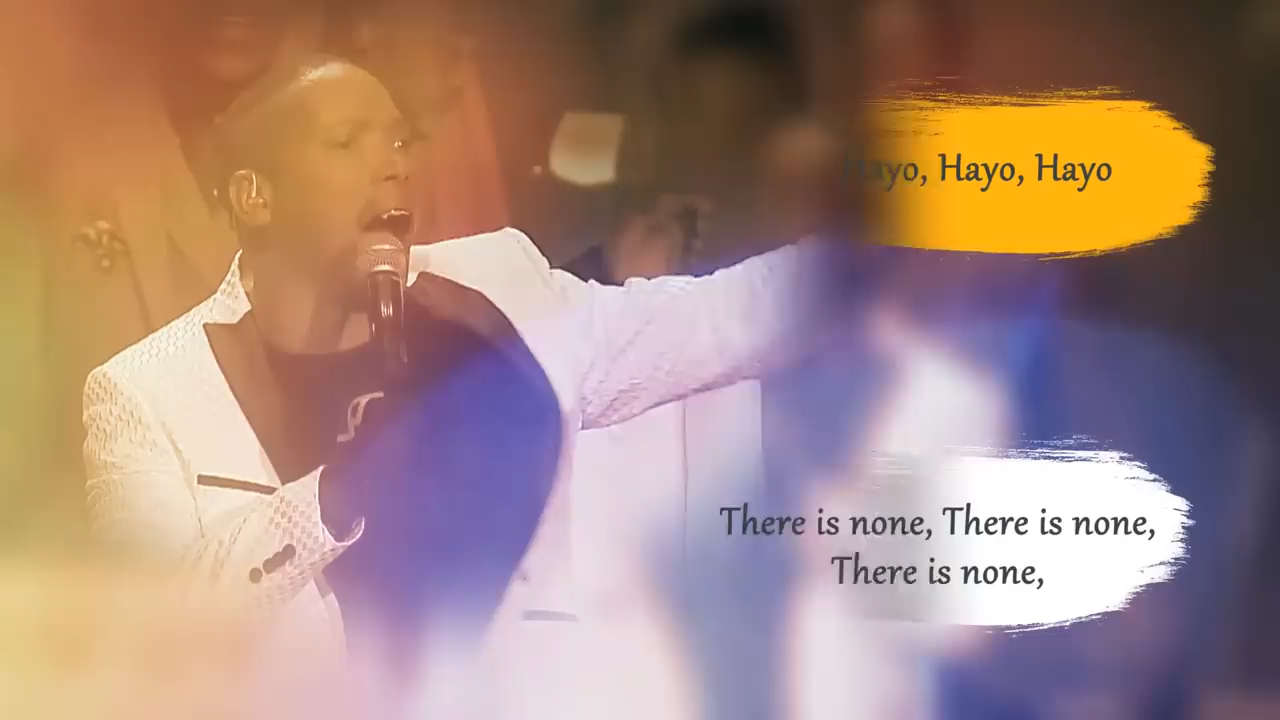 Hayo, Hayo, Hayo
There is none, There is none,
There is none,